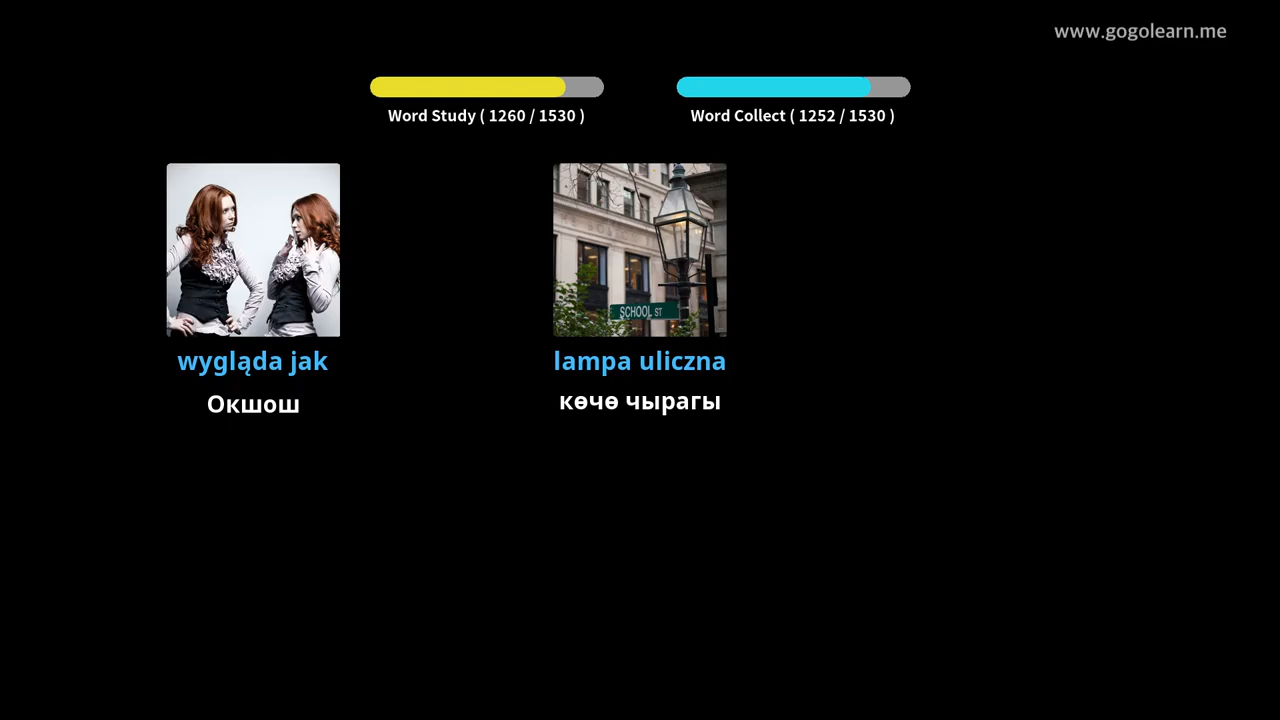 www.gogolearn.me
Word Study ( 1260 / 1530 )
Word Collect ( 1252 / 1530 )
SCHOOL ST
wygląda jak
Окшош
lampa uliczna
көчө чырагы